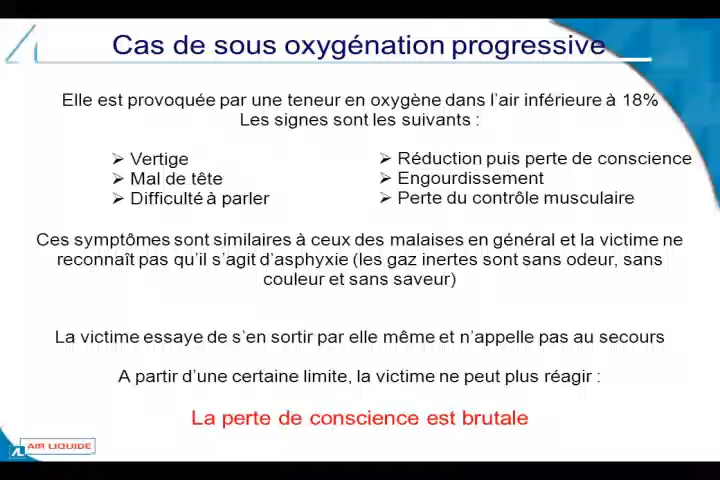 Cas de sous oxygénation progressive
Elle est provoquée par une teneur en oxygène dans l'air inférieure à 18%
Les signes sont les suivants :
➢ Vertige
➢ Mal de tête
➢ Difficulté à parler
➢ Réduction puis perte de conscience
➢ Engourdissement
➢ Perte du contrôle musculaire
Ces symptômes sont similaires à ceux des malaises en général et la victime ne
reconnaît pas qu'il s'agit d'asphyxie (les gaz inertes sont sans odeur, sans
couleur et sans saveur)
La victime essaye de s'en sortir par elle même et n'appelle pas au secours
A partir d'une certaine limite, la victime ne peut plus réagir :
La perte de conscience est brutale
AIR LIQUIDE